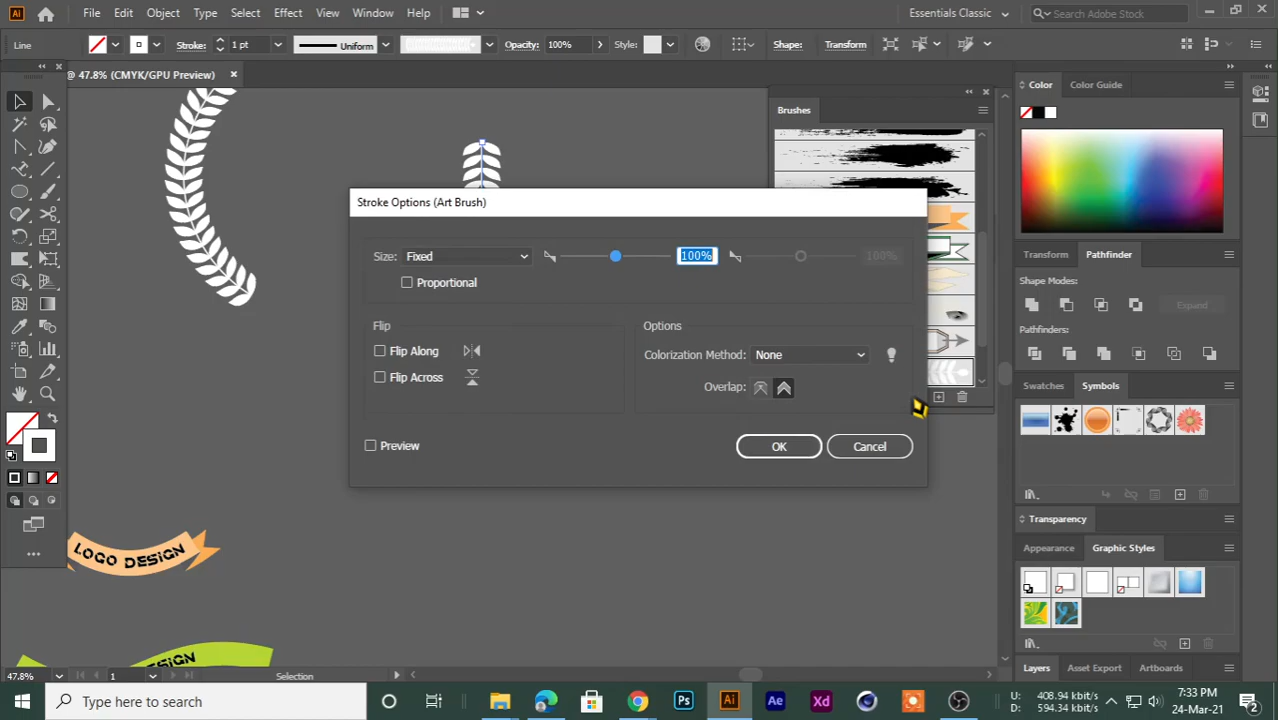 Ai File Edit Object Type Select Effect View Window Help Essentials Classic Search Adobe Stock
Line Stroke: 1 pt Uniform Opacity: 100% Style: Shape: Transform
@ 47.8% (CMYK/GPU Preview)
Color Color Guide
Brushes
Stroke Options (Art Brush)
Size: Fixed 100% 100%
Proportional
Flip
Flip Along
Flip Across
Options
Colorization Method: None
Overlap:
Preview OK Cancel
Transform Pathfinder
Shape Modes:
Expand
Pathfinders:
Swatches Symbols
Transparency
Appearance Graphic Styles
Layers Asset Export Artboards
LOGO DESIGN
DESIGN
47.8% 1 Selection
Type here to search
Ps Ai Ae Xd
U: 408.94 kbit/s
D: 594.34 kbit/s
7:33 PM
24-Mar-21
2